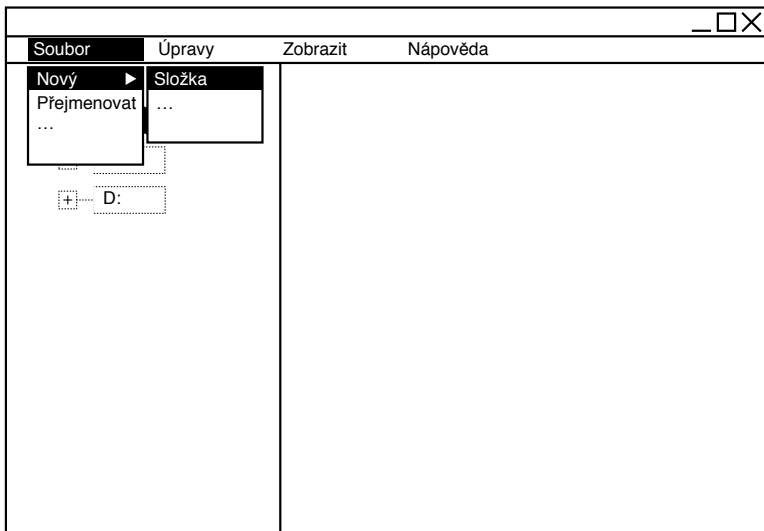 Soubor Úpravy Zobrazit Nápověda
Nový Složka
Přejmenovat …
…
D: